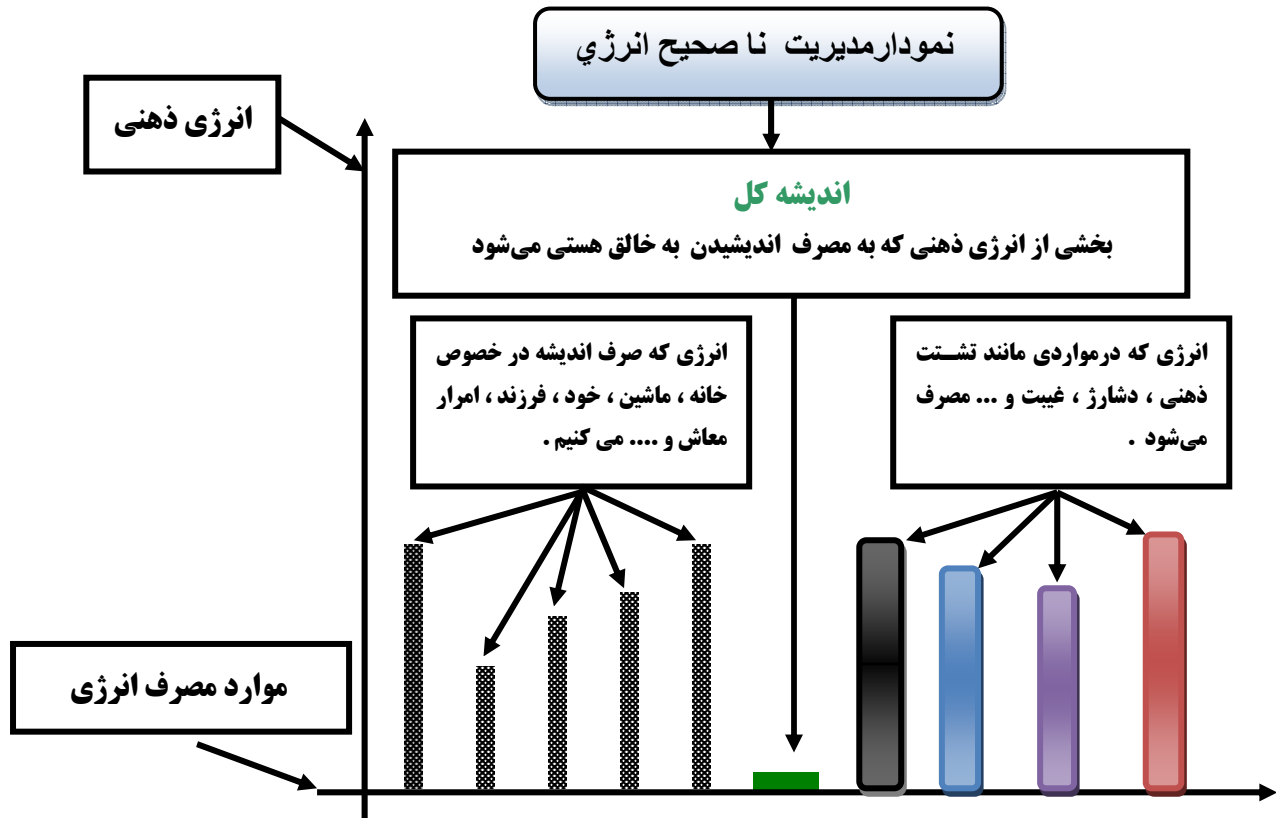 نمودارمدیریت نا صحیح انرژي
انرژی ذهنی
اندیشه کل
بخشی از انرژی ذهنی که به مصرف اندیشیدن به خالق هستی می‌شود
انرژی که درمواردی مانند تشــتت
ذهنی ، دشارژ ، غیبت و ... مصرف
می‌شود .
انرژی که صرف اندیشه در خصوص
خانه ، ماشین ، خود ، فرزند ، امرار
معاش و .... می کنیم .
موارد مصرف انرژی